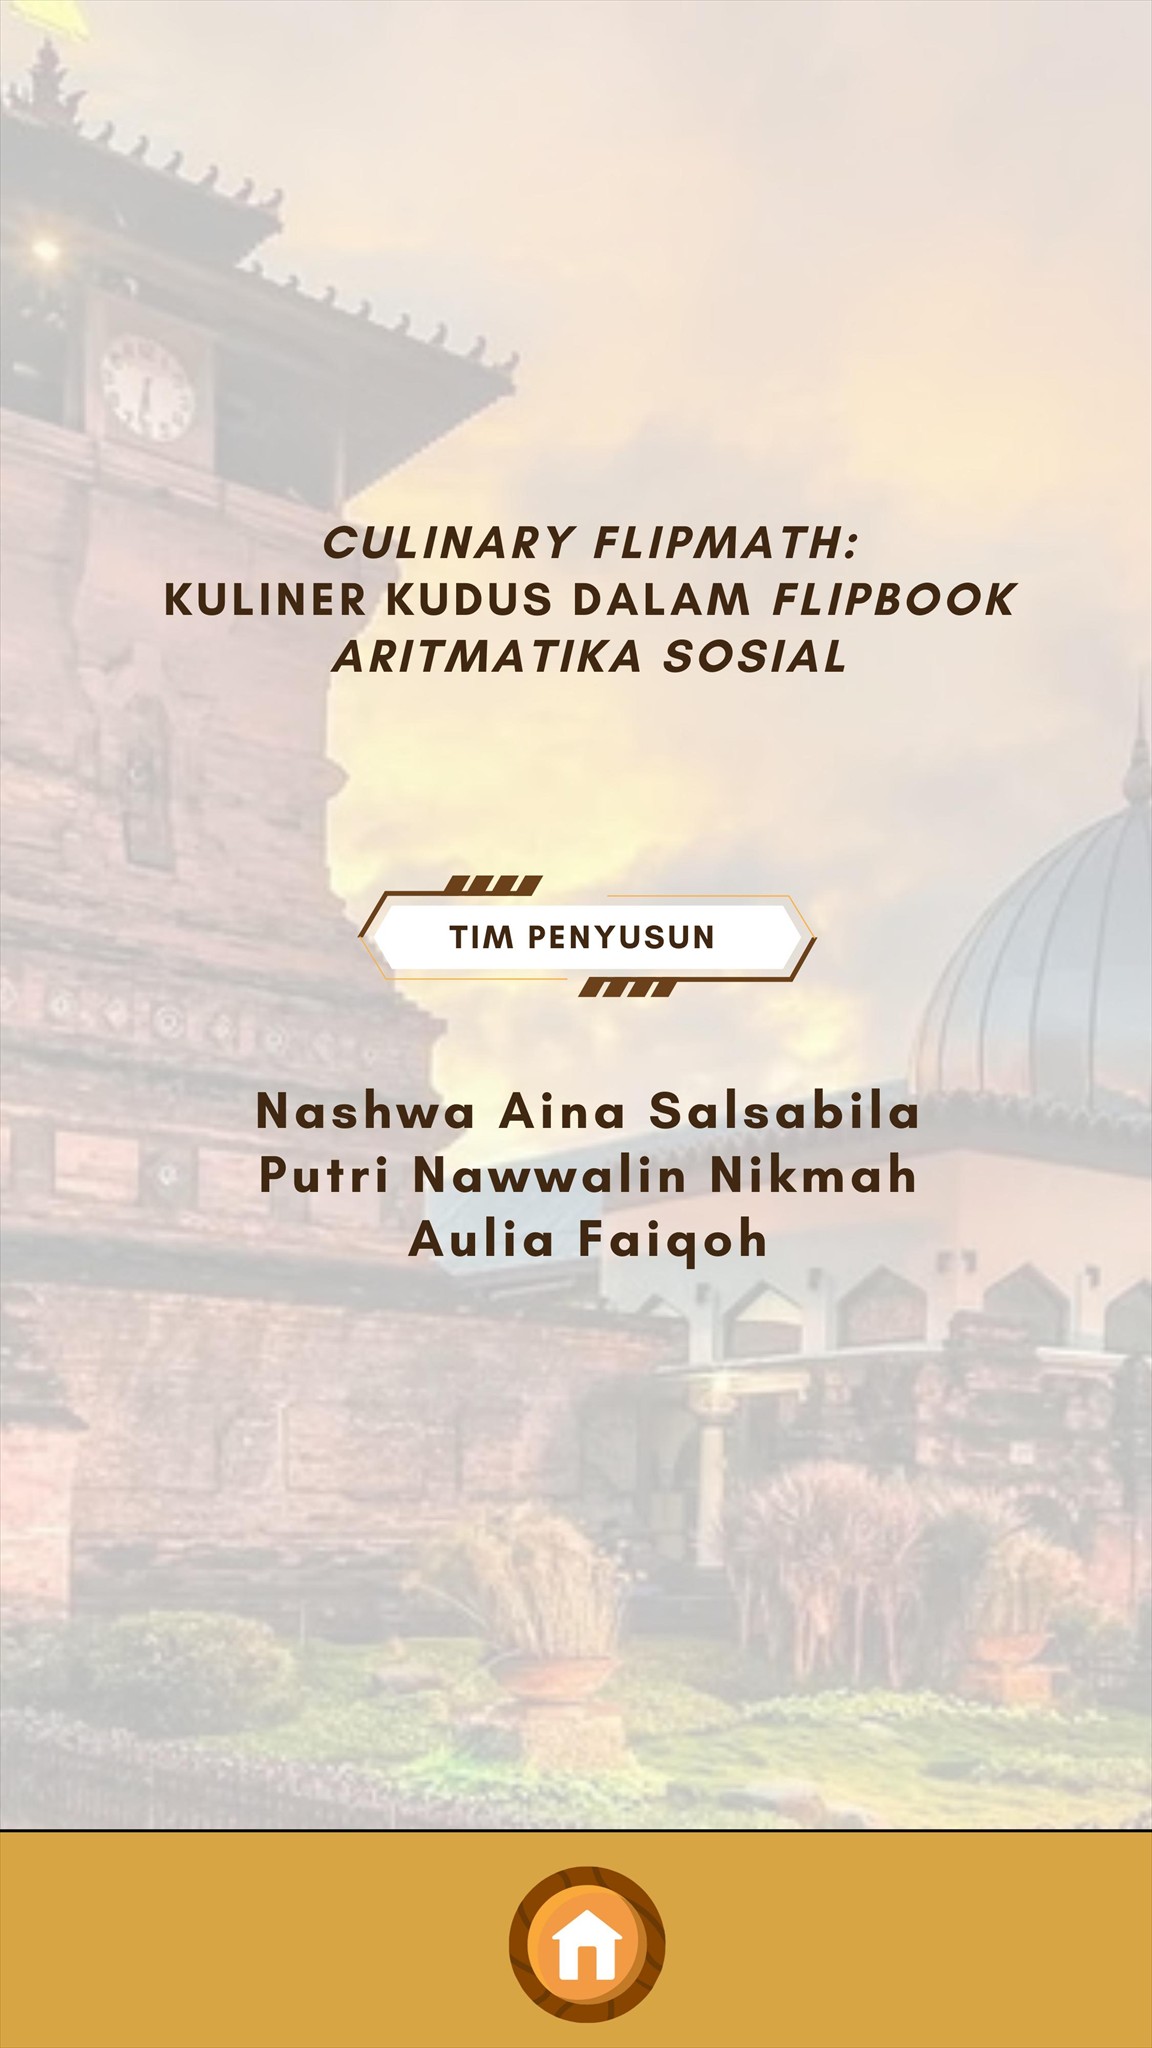 CULINARY FLIPMATH:
KULINER KUDUS DALAM FLIPBOOK
ARITMATIKA SOSIAL
TIM PENYUSUN
Nashwa Aina Salsabila
Putri Nawwalin Nikmah
Aulia Faiqoh